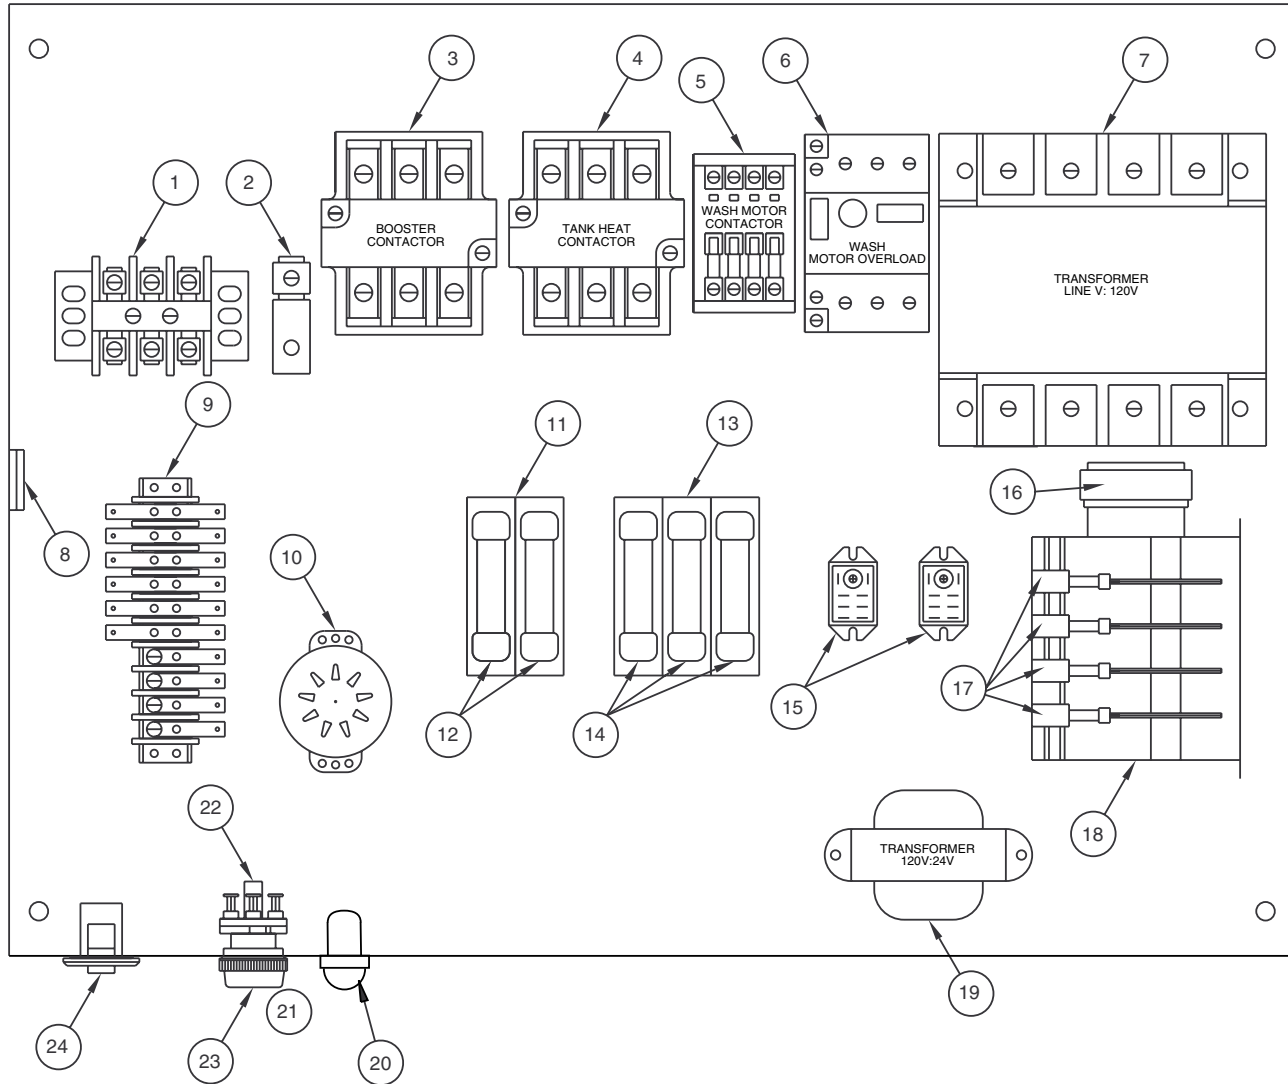 3
4
5
6
7
1
2
BOOSTER
CONTACTOR
TANK HEAT
CONTACTOR
WASH MOTOR
CONTACTOR
WASH
MOTOR OVERLOAD
TRANSFORMER
LINE V: 120V
9
11
13
8
10
16
12
14
15
17
18
22
TRANSFORMER
120V:24V
19
21
24
23
20